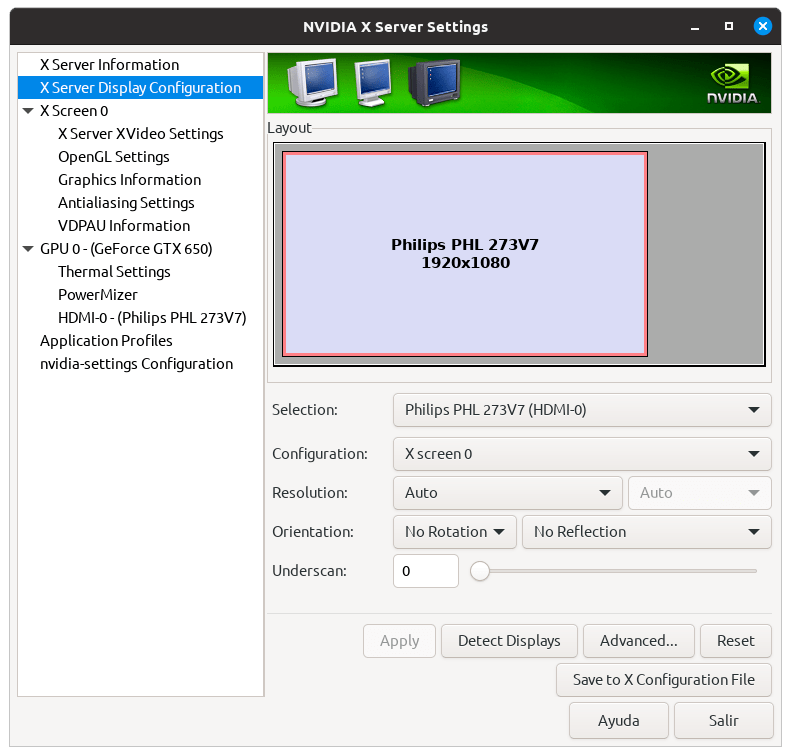 NVIDIA X Server Settings
X Server Information
X Server Display Configuration
X Screen 0
X Server XVideo Settings
OpenGL Settings
Graphics Information
Antialiasing Settings
VDPAU Information
GPU 0 - (GeForce GTX 650)
Thermal Settings
PowerMizer
HDMI-0 - (Philips PHL 273V7)
Application Profiles
nvidia-settings Configuration
NVIDIA.
Layout
Philips PHL 273V7
1920x1080
Selection: Philips PHL 273V7 (HDMI-0)
Configuration: X screen 0
Resolution: Auto Auto
Orientation: No Rotation No Reflection
Underscan: 0
Apply Detect Displays Advanced... Reset
Save to X Configuration File
Ayuda Salir